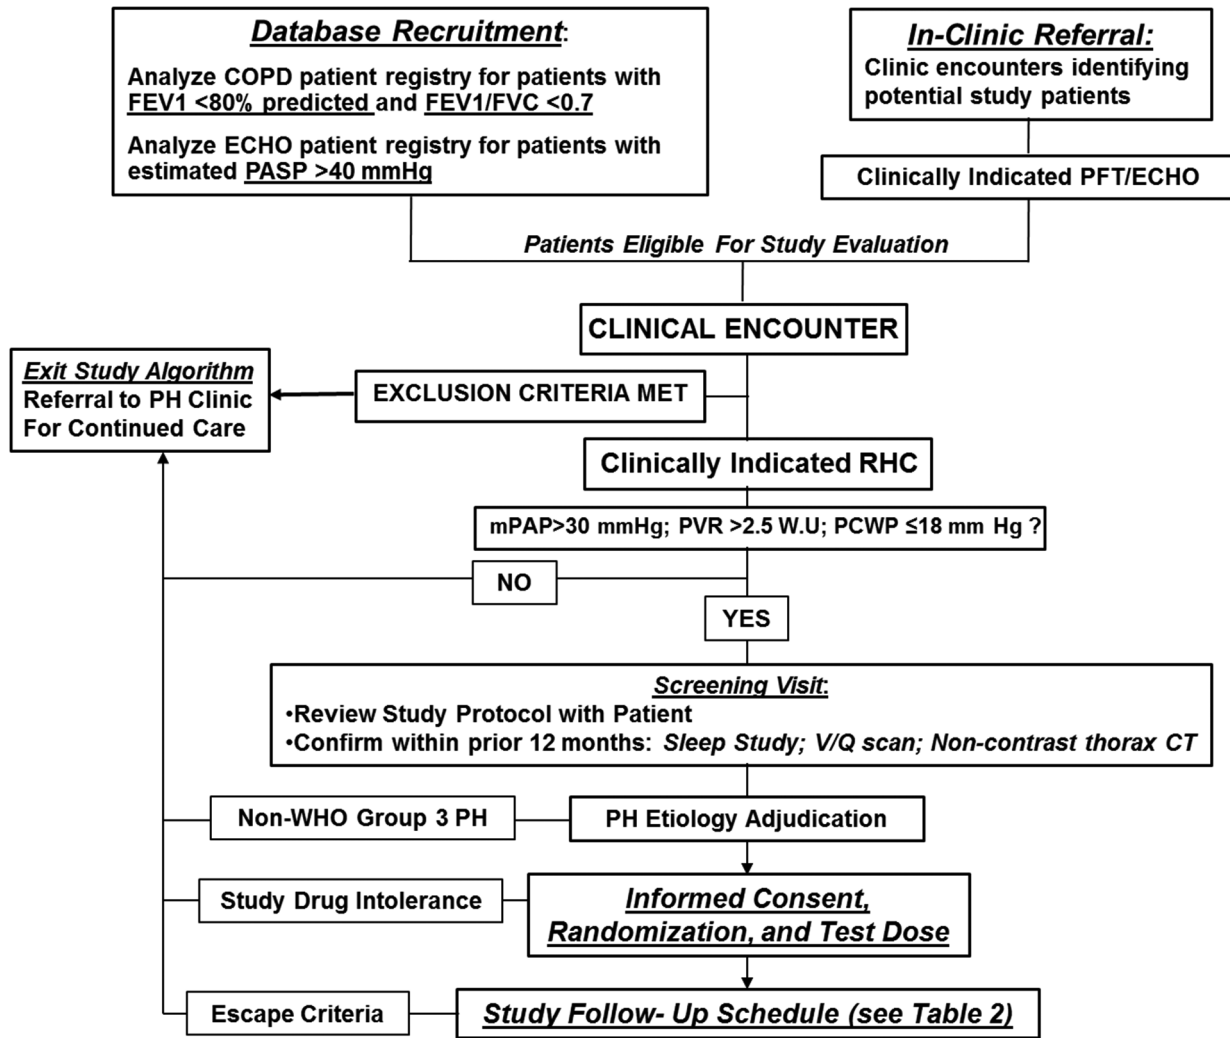 Database Recruitment:
Analyze COPD patient registry for patients with
FEV1 <80% predicted and FEV1/FVC <0.7
Analyze ECHO patient registry for patients with
estimated PASP >40 mmHg
In-Clinic Referral:
Clinic encounters identifying
potential study patients
Clinically Indicated PFT/ECHO
Patients Eligible For Study Evaluation
CLINICAL ENCOUNTER
Exit Study Algorithm
Referral to PH Clinic
For Continued Care
EXCLUSION CRITERIA MET
Clinically Indicated RHC
mPAP>30 mmHg; PVR >2.5 W.U; PCWP ≤18 mm Hg ?
NO
YES
Screening Visit:
•Review Study Protocol with Patient
•Confirm within prior 12 months: Sleep Study; V/Q scan; Non-contrast thorax CT
Non-WHO Group 3 PH
PH Etiology Adjudication
Study Drug Intolerance
Informed Consent,
Randomization, and Test Dose
Escape Criteria
Study Follow- Up Schedule (see Table 2)